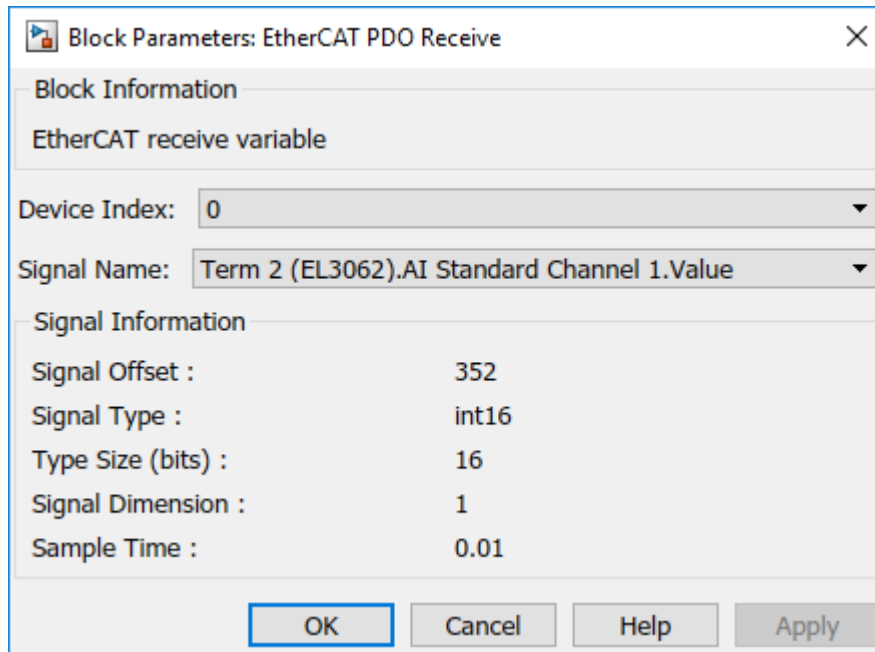 Block Parameters: EtherCAT PDO Receive
Block Information
EtherCAT receive variable
Device Index: 0
Signal Name: Term 2 (EL3062).AI Standard Channel 1.Value
Signal Information
Signal Offset : 352
Signal Type : int16
Type Size (bits) : 16
Signal Dimension : 1
Sample Time : 0.01
OK Cancel Help Apply